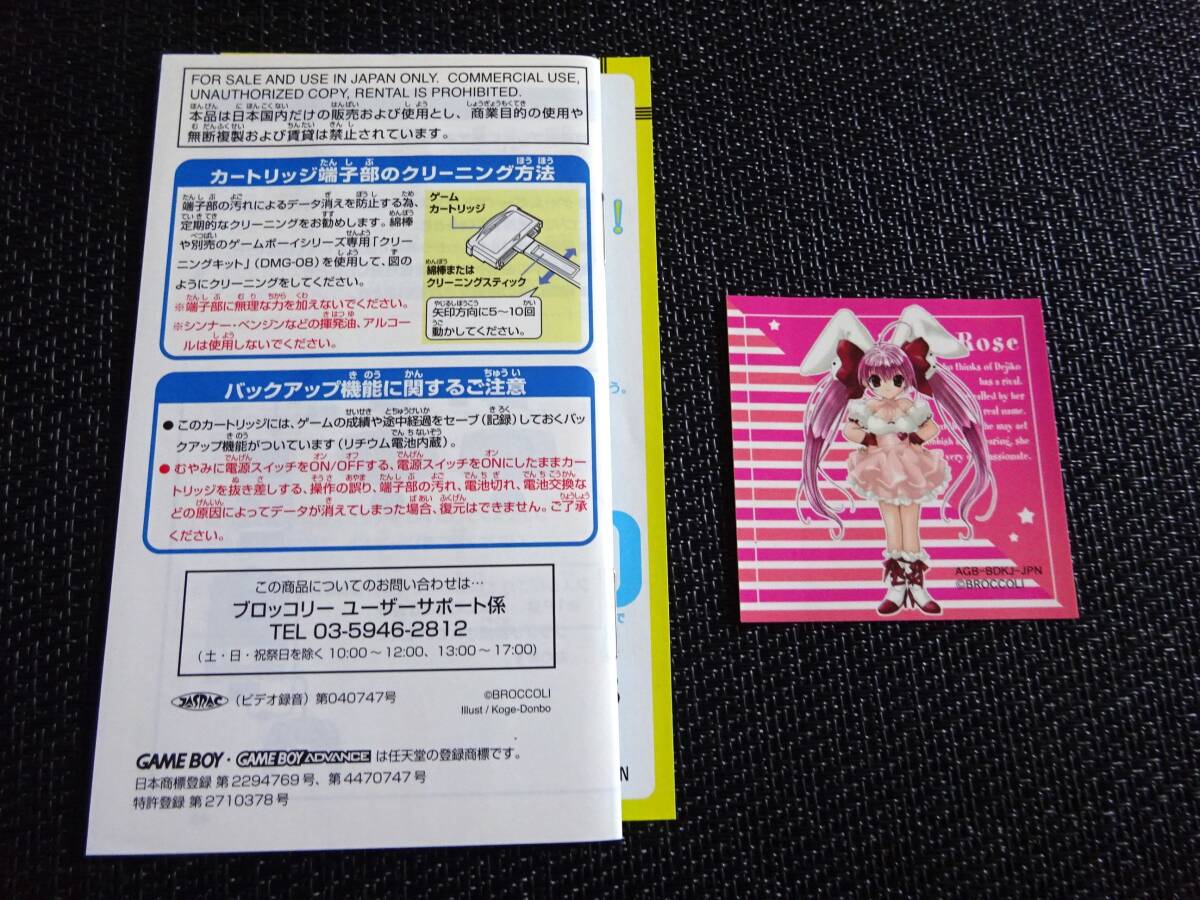 FOR SALE AND USE IN JAPAN ONLY. COMMERCIAL USE,
UNAUTHORIZED COPY, RENTAL IS PROHIBITED.
本品は日本国内だけの販売および使用とし、商業目的の使用や
無断複製および賃貸は禁止されています。
カートリッジ端子部のクリーニング方法
端子部の汚れによるデータ消えを防止する為、
定期的なクリーニングをお勧めします。綿棒
や別売のゲームボーイシリーズ専用「クリー
ニングキット」(DMG-08)を使用して、図の
ようにクリーニングをしてください。
※端子部に無理な力を加えないでください。
※シンナー・ベンジンなどの揮発油、アルコー
ルは使用しないでください。
ゲーム
カートリッジ
綿棒または
クリーニングスティック
矢印方向に5〜10回
動かしてください。
バックアップ機能に関するご注意
●このカートリッジには、ゲームの成績や途中経過をセーブ(記録)しておくバッ
クアップ機能がついています(リチウム電池内蔵)。
●むやみに電源スイッチをON/OFFする、電源スイッチをONにしたままカー
トリッジを抜き差しする、操作の誤り、端子部の汚れ、電池切れ、電池交換な
どの原因によってデータが消えてしまった場合、復元はできません。ご了承
ください。
この商品についてのお問い合わせは…
ブロッコリー ユーザーサポート係
TEL 03-5946-2812
(土・日・祝祭日を除く 10:00〜12:00、13:00〜17:00)
JASRAC (ビデオ録音) 第040747号
©BROCCOLI
Illust / Koge-Donbo
GAME BOY・GAME BOY ADVANCE は任天堂の登録商標です。
日本商標登録 第2294769号、第4470747号
特許登録 第2710378号
!
う。
で
N
Rose
thinks of Dejiko
has a rival.
called by her
real name.
she may act
she
very
AGB-BDKJ-JPN
©BROCCOLI